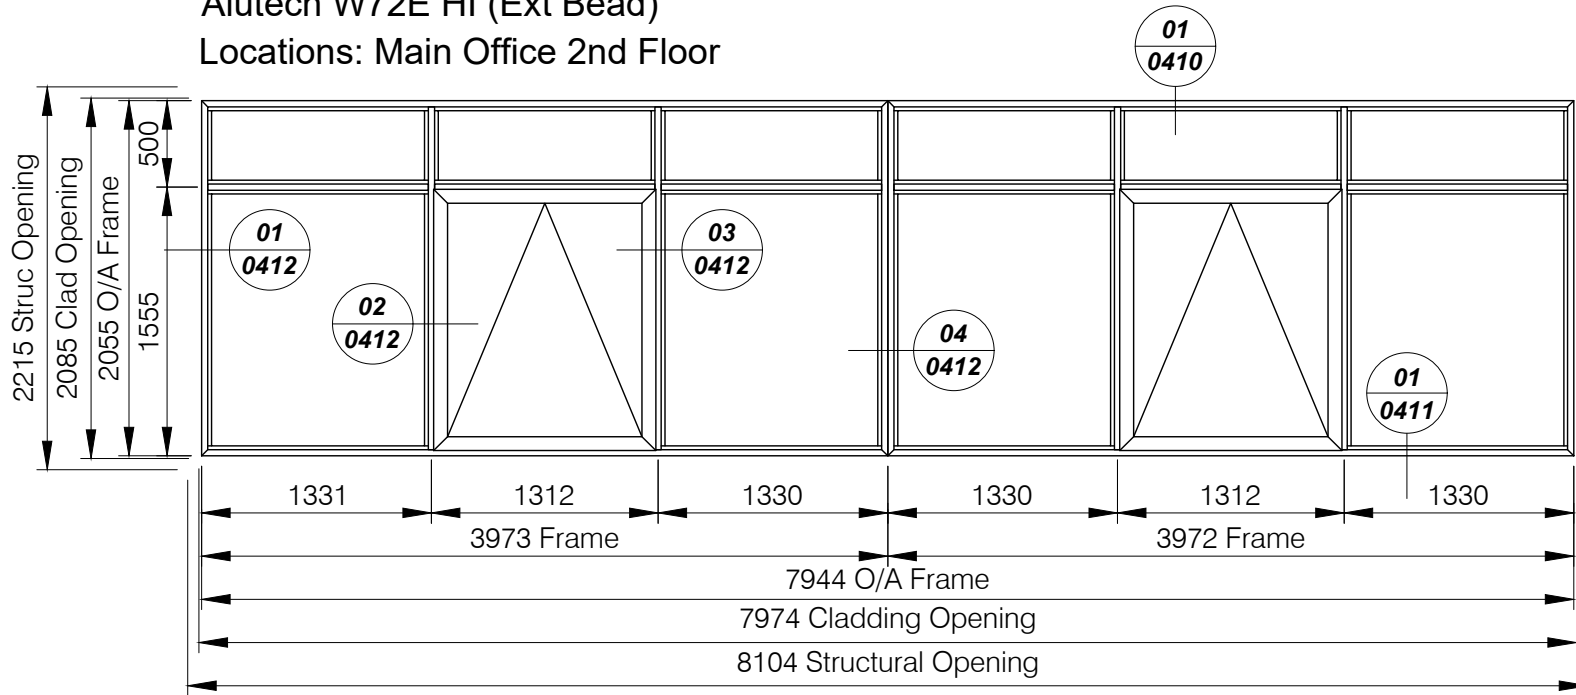 Alutech W72E HI (Ext Bead)
Locations: Main Office 2nd Floor
01
0410
2215 Struc Opening
2085 Clad Opening
2055 O/A Frame
500
1555
01
0412
02
0412
03
0412
04
0412
01
0411
1331 1312 1330 1330 1312 1330
3973 Frame 3972 Frame
7944 O/A Frame
7974 Cladding Opening
8104 Structural Opening